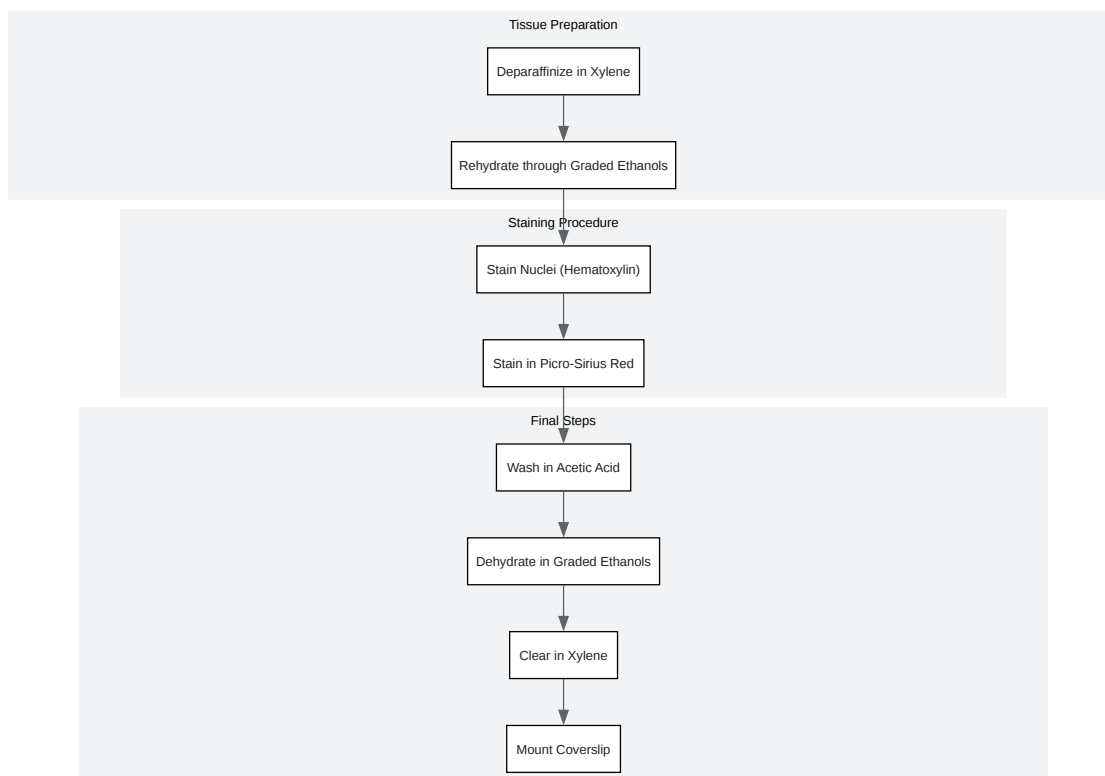 Tissue Preparation
Deparaffinize in Xylene
Rehydrate through Graded Ethanols
Staining Procedure
Stain Nuclei (Hematoxylin)
Stain in Picro-Sirius Red
Final Steps
Wash in Acetic Acid
Dehydrate in Graded Ethanols
Clear in Xylene
Mount Coverslip